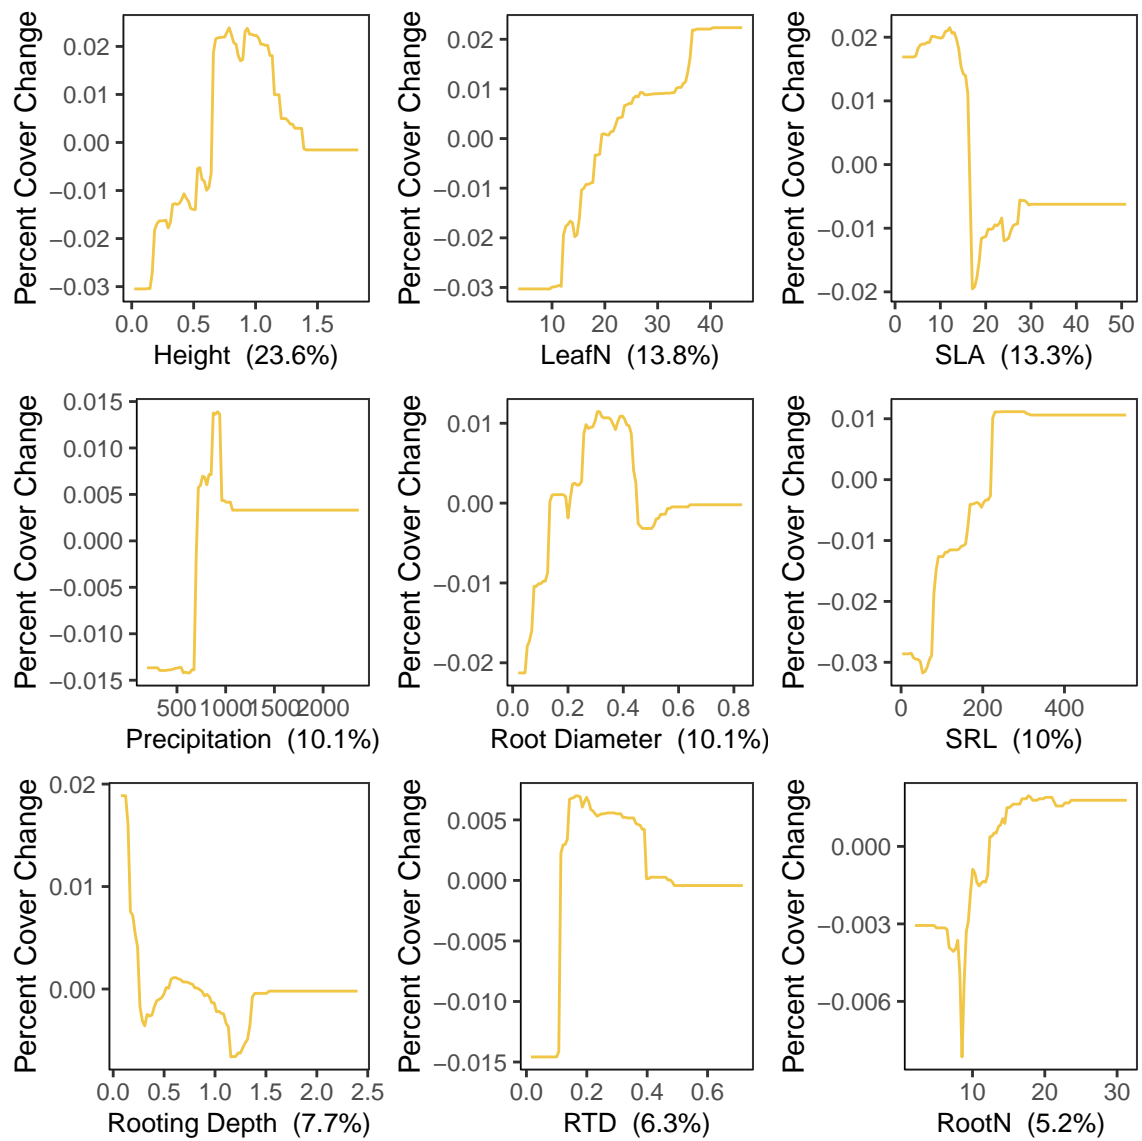 Percent Cover Change
0.02
0.01
0.00
−0.01
−0.02
−0.03
0.0 0.5 1.0 1.5
Height (23.6%)
Percent Cover Change
0.02
0.01
0.00
−0.01
−0.02
−0.03
10 20 30 40
LeafN (13.8%)
Percent Cover Change
0.02
0.01
0.00
−0.01
−0.02
0 10 20 30 40 50
SLA (13.3%)
Percent Cover Change
0.015
0.010
0.005
0.000
−0.005
−0.010
−0.015
500 1000 1500 2000
Precipitation (10.1%)
Percent Cover Change
0.01
0.00
−0.01
−0.02
0.0 0.2 0.4 0.6 0.8
Root Diameter (10.1%)
Percent Cover Change
0.01
0.00
−0.01
−0.02
−0.03
0 200 400
SRL (10%)
Percent Cover Change
0.02
0.01
0.00
0.0 0.5 1.0 1.5 2.0 2.5
Rooting Depth (7.7%)
Percent Cover Change
0.005
0.000
−0.005
−0.010
−0.015
0.0 0.2 0.4 0.6
RTD (6.3%)
Percent Cover Change
0.000
−0.003
−0.006
10 20 30
RootN (5.2%)